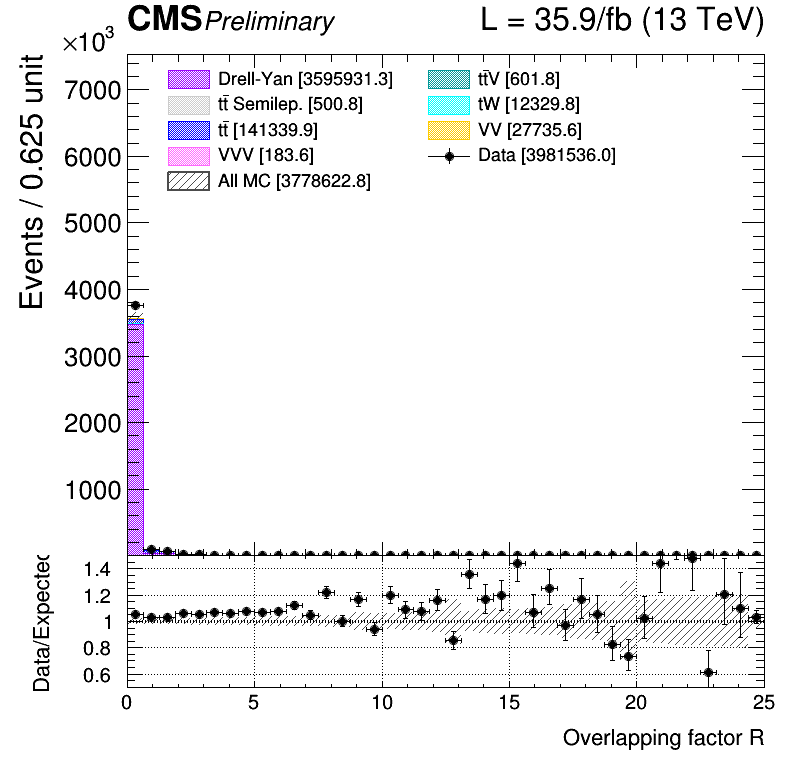 CMS Preliminary L = 35.9/fb (13 TeV)
×10³
Events / 0.625 unit
7000
6000
5000
4000
3000
2000
1000
Drell-Yan [3595931.3]
tt̄ Semilep. [500.8]
tt̄ [141339.9]
VVV [183.6]
All MC [3778622.8]
tt̄V [601.8]
tW [12329.8]
VV [27735.6]
Data [3981536.0]
Data/Expected
1.4
1.2
1
0.8
0.6
0 5 10 15 20 25
Overlapping factor R